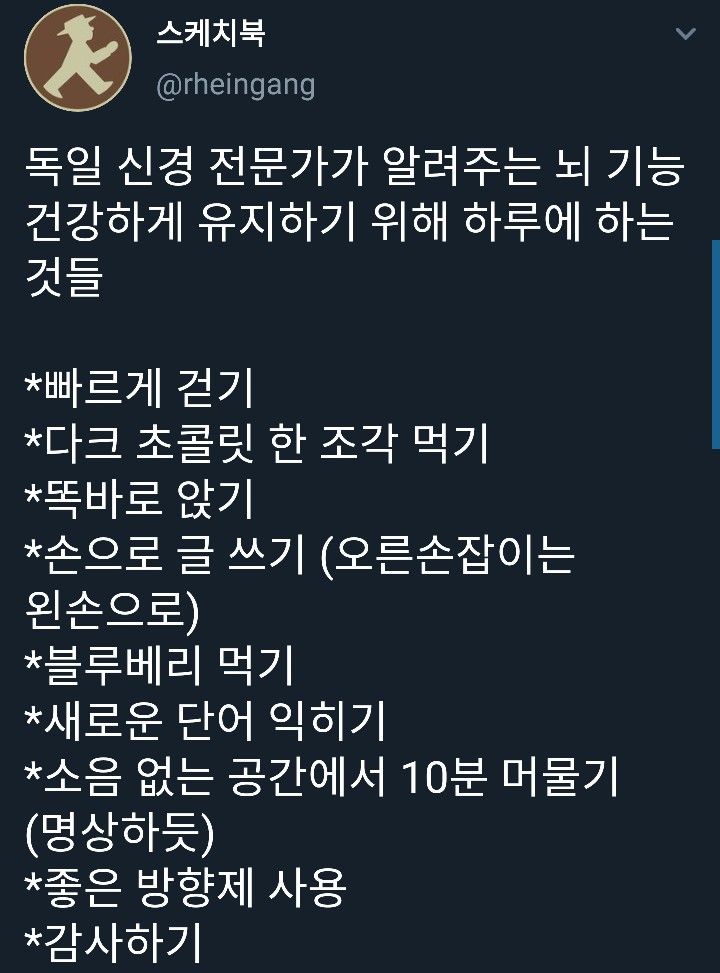 스케치북
@rheingang
독일 신경 전문가가 알려주는 뇌 기능
건강하게 유지하기 위해 하루에 하는
것들
*빠르게 걷기
*다크 초콜릿 한 조각 먹기
*똑바로 앉기
*손으로 글 쓰기 (오른손잡이는
왼손으로)
*블루베리 먹기
*새로운 단어 익히기
*소음 없는 공간에서 10분 머물기
(명상하듯)
*좋은 방향제 사용
*감사하기